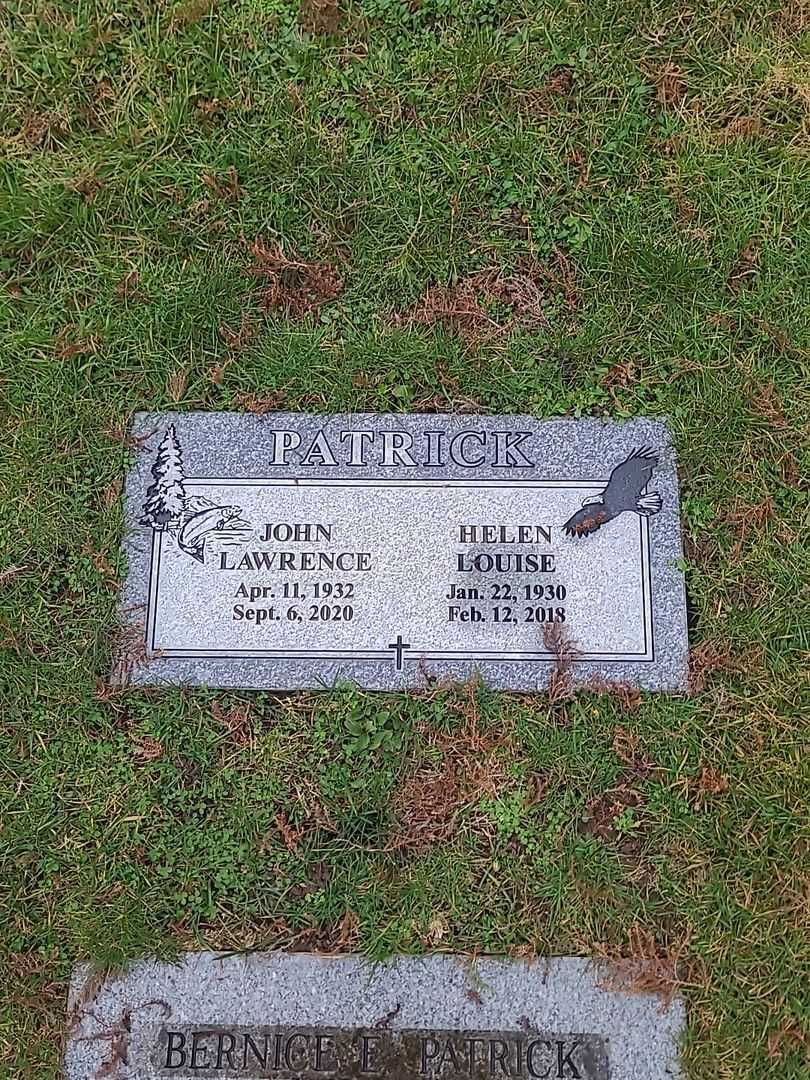 PATRICK
JOHN HELEN
LAWRENCE LOUISE
Apr. 11, 1932 Jan. 22, 1930
Sept. 6, 2020 Feb. 12, 2018
BERNICE E PATRICK